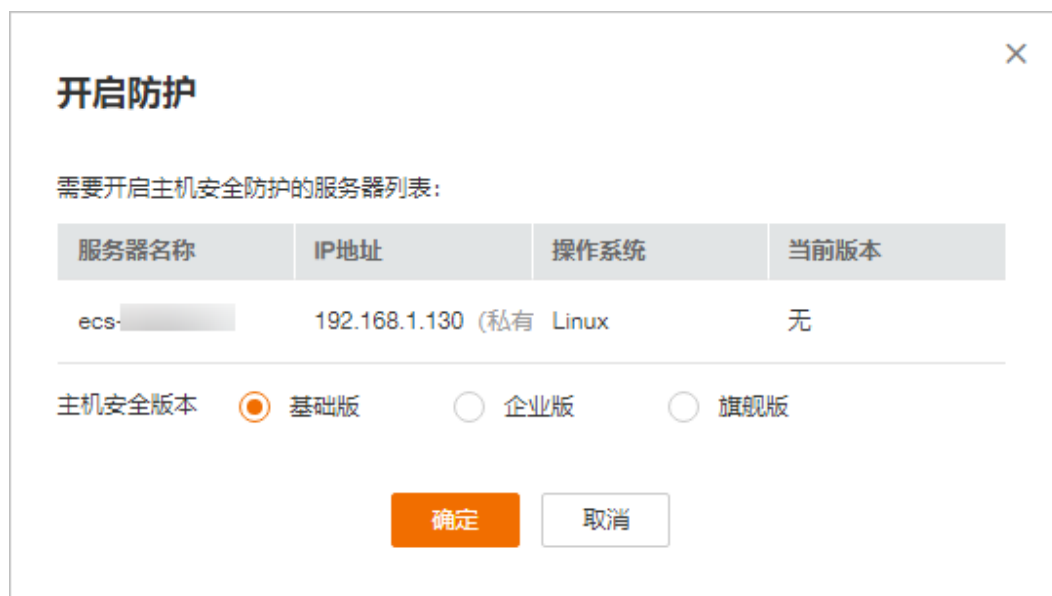 开启防护
需要开启主机安全防护的服务器列表：
服务器名称 IP地址 操作系统 当前版本
ecs- 192.168.1.130 (私有 Linux 无
主机安全版本 基础版 企业版 旗舰版
确定 取消